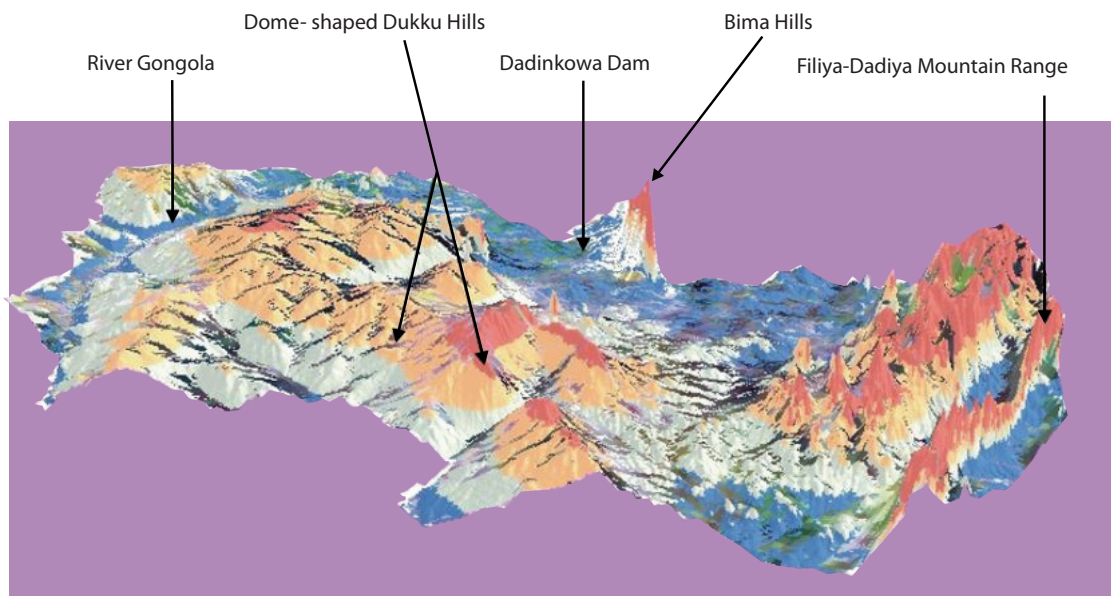 Dome- shaped Dukku Hills
Bima Hills
River Gongola
Dadinkowa Dam
Filiya-Dadiya Mountain Range